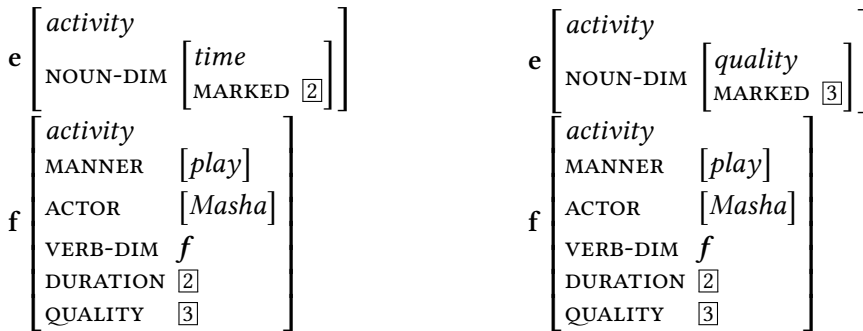 e [activity
NOUN-DIM [time
MARKED 2]]
f [activity
MANNER [play]
ACTOR [Masha]
VERB-DIM f
DURATION 2
QUALITY 3]
e [activity
NOUN-DIM [quality
MARKED 3]]
f [activity
MANNER [play]
ACTOR [Masha]
VERB-DIM f
DURATION 2
QUALITY 3]